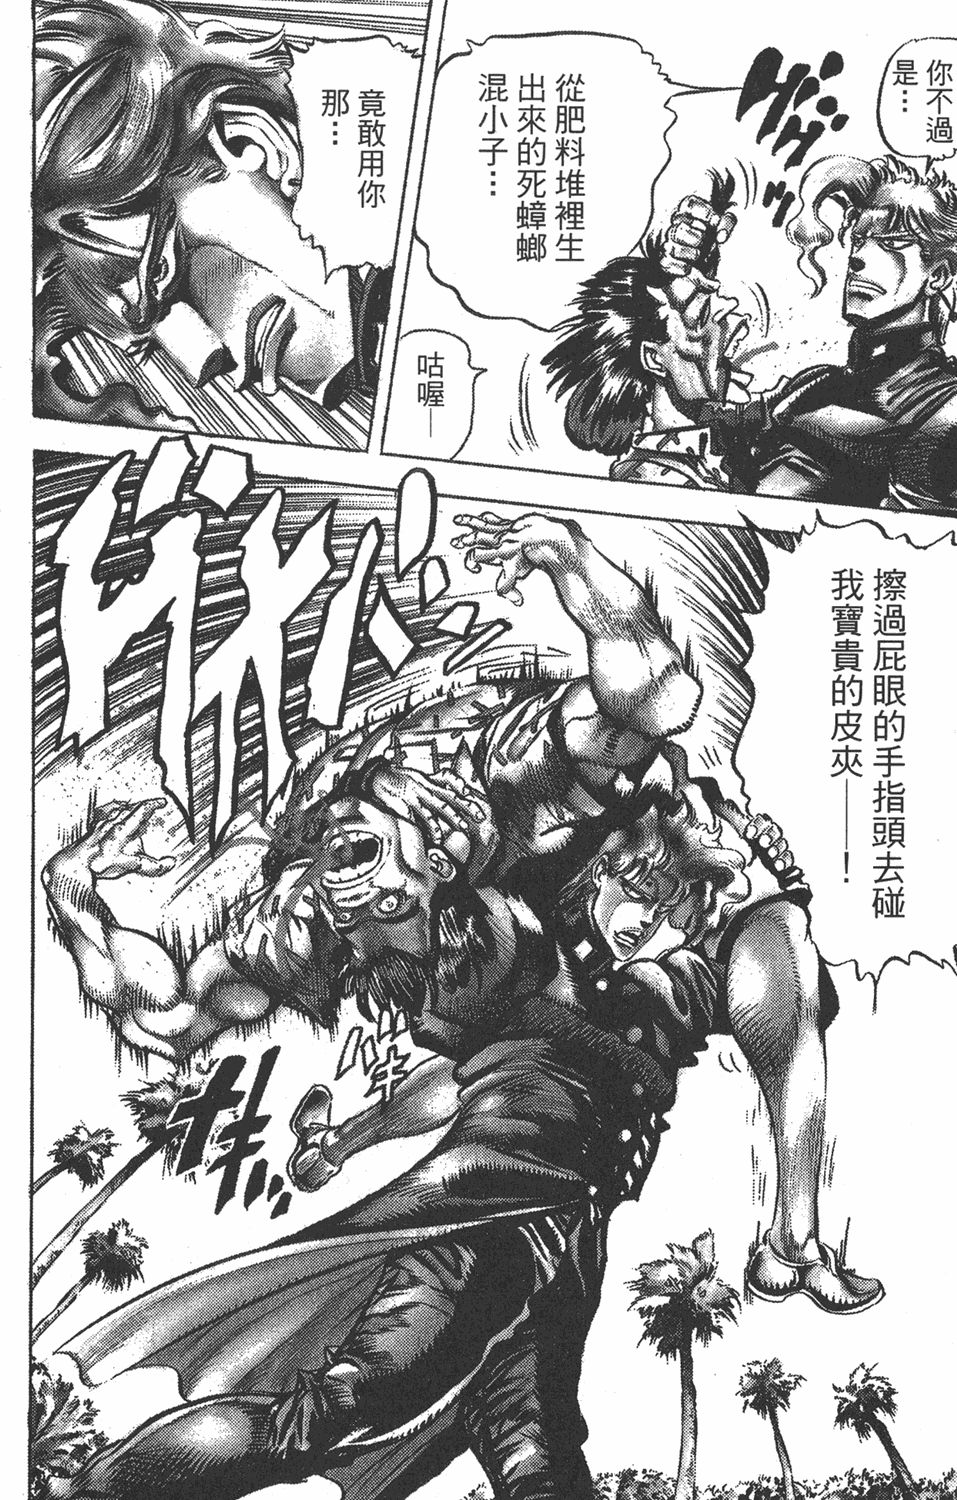 你不過
是…
從肥料堆裡生
出來的死蟑螂
混小子…
咕喔—
竟敢用你
那…
擦過屁眼的手指頭去碰
我寶貴的皮夾——！